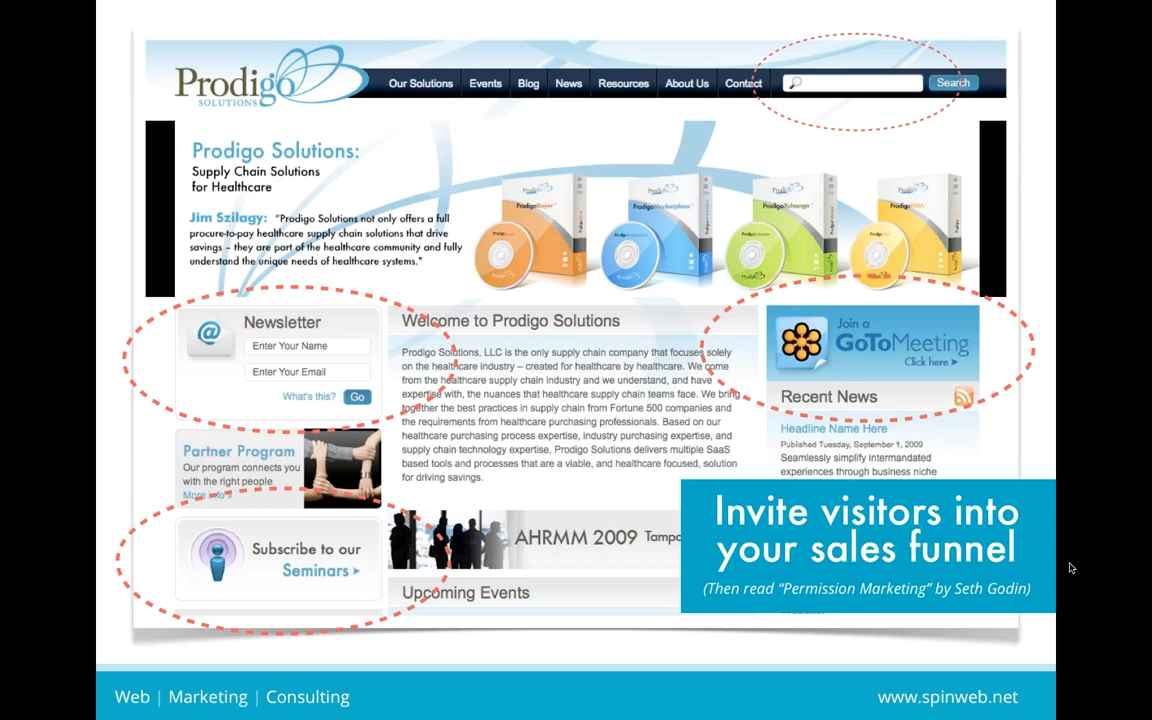 Prodigo
SOLUTIONS
Our Solutions
Events
Blog
News
Resources
About Us
Contact
Search
Prodigo Solutions:
Supply Chain Solutions
for Healthcare
Jim Szilagy: “Prodigo Solutions not only offers a full
procure-to-pay healthcare supply chain solutions that drive
savings – they are part of the healthcare community and fully
understand the unique needs of healthcare systems.”
Prodigo
ProdigoBuyer™
Prodigo
ProdigoMarketplace™
Prodigo
ProdigoXchange™
Prodigo
Newsletter
Enter Your Name
Enter Your Email
What's this?
Go
Partner Program
Our program connects you
with the right people
More info
Subscribe to our
Seminars
Welcome to Prodigo Solutions
Prodigo Solutions, LLC is the only supply chain company that focuses solely
on the healthcare industry – created for healthcare by healthcare. We come
from the healthcare supply chain industry and we understand, and have
expertise with, the nuances that healthcare supply chain teams face. We bring
together the best practices in supply chain from Fortune 500 companies and
the requirements from healthcare purchasing professionals. Based on our
healthcare purchasing process expertise, industry purchasing expertise, and
supply chain technology expertise, Prodigo Solutions delivers multiple SaaS
based tools and processes that are a viable, and healthcare focused, solution
for driving savings.
AHRMM 2009 Tampa
Upcoming Events
Join a
GoToMeeting
Click here
Recent News
Headline Name Here
Published Tuesday, September 1, 2009
Seamlessly simplify intermandated
experiences through business niche
Invite visitors into
your sales funnel
(Then read “Permission Marketing” by Seth Godin)
Web | Marketing | Consulting
www.spinweb.net